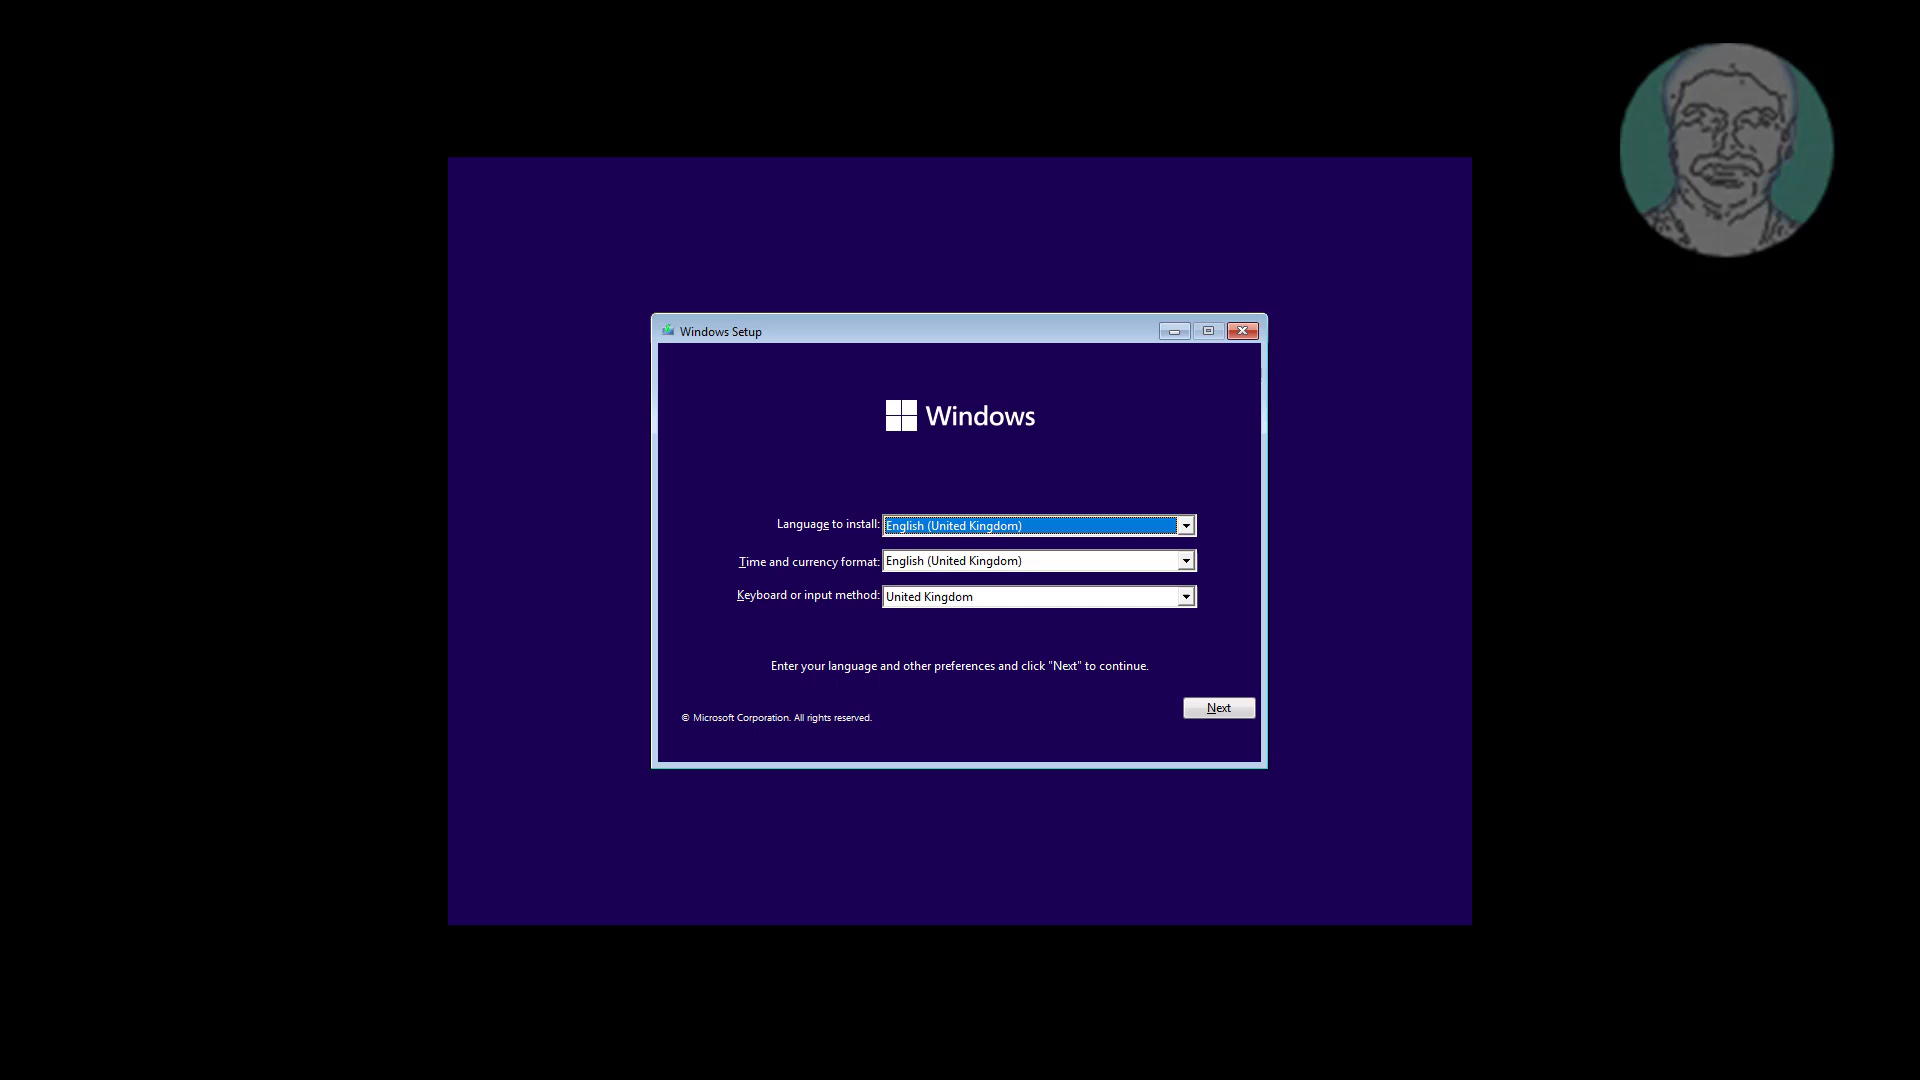 Windows Setup
Windows
Language to install: English (United Kingdom)
Time and currency format: English (United Kingdom)
Keyboard or input method: United Kingdom
Enter your language and other preferences and click "Next" to continue.
Next
© Microsoft Corporation. All rights reserved.